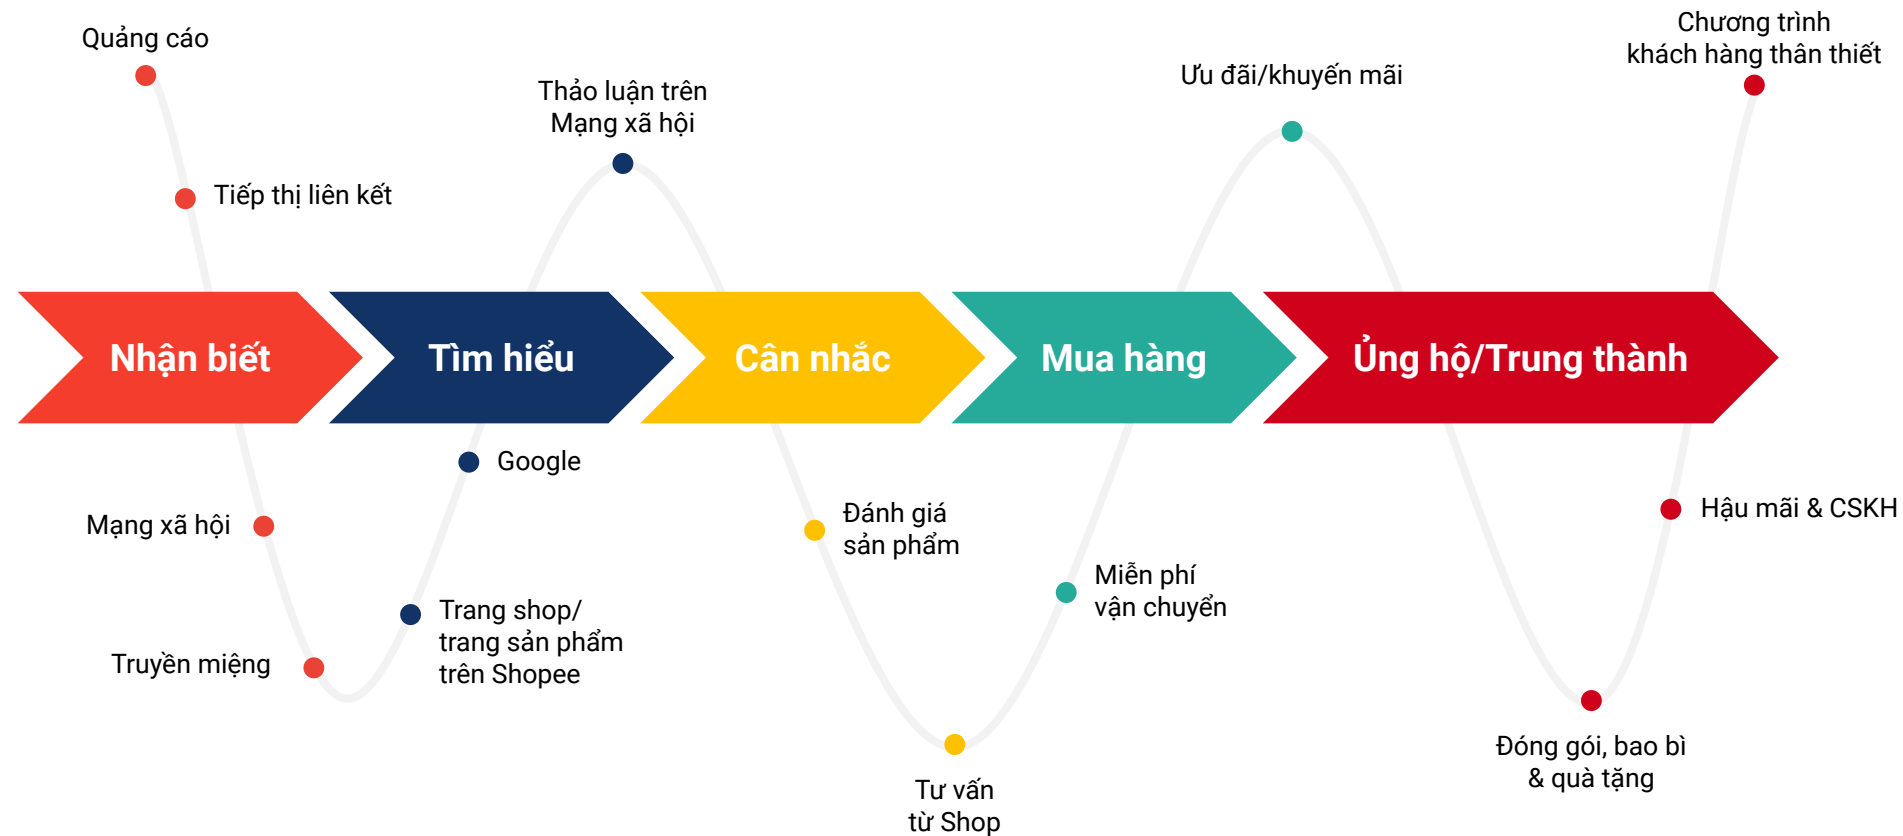 Quảng cáo
Tiếp thị liên kết
Thảo luận trên
Mạng xã hội
Ưu đãi/khuyến mãi
Chương trình
khách hàng thân thiết
Nhận biết
Tìm hiểu
Cân nhắc
Mua hàng
Ủng hộ/Trung thành
Mạng xã hội
Truyền miệng
Google
Trang shop/
trang sản phẩm
trên Shopee
Đánh giá
sản phẩm
Tư vấn
từ Shop
Miễn phí
vận chuyển
Hậu mãi & CSKH
Đóng gói, bao bì
& quà tặng